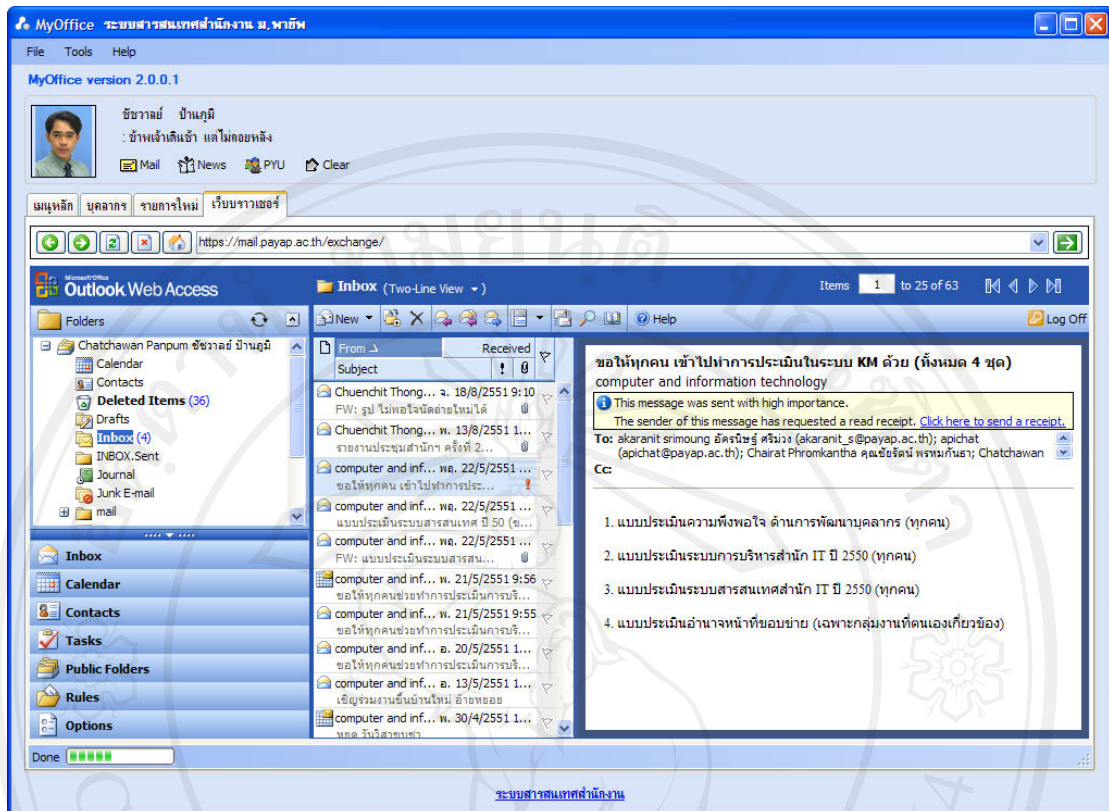 MyOffice ระบบสารสนเทศสำนักงาน ม.พายัพ
File Tools Help
MyOffice version 2.0.0.1
ชัชวาลย์ ป้านภูมิ
: ข้าพเจ้าเดินช้า แต่ไม่ถอยหลัง
Mail News PYU Clear
เมนูหลัก บุคลากร รายการใหม่ เว็บบราวเซอร์
https://mail.payap.ac.th/exchange/
Microsoft Office
Outlook Web Access
Inbox (Two-Line View)
Items 1 to 25 of 63
Folders
New Help Log Off
Chatchawan Panpum ชัชวาลย์ ป้านภูมิ
Calendar
Contacts
Deleted Items (36)
Drafts
Inbox (4)
INBOX.Sent
Journal
Junk E-mail
mail
Inbox
Calendar
Contacts
Tasks
Public Folders
Rules
Options
From Received
Subject
Chuenchit Thong... จ. 18/8/2551 9:10
FW: รูป ไม่พอใจนัดถ่ายใหม่ได้
Chuenchit Thong... พ. 13/8/2551 1...
รายงานประชุมสำนักฯ ครั้งที่ 2...
computer and inf... พฤ. 22/5/2551 ...
ขอให้ทุกคน เข้าไปทำการประ...
computer and inf... พฤ. 22/5/2551 ...
แบบประเมินระบบสารสนเทศ ปี 50 (ข...
computer and inf... พฤ. 22/5/2551 ...
FW: แบบประเมินระบบสารสน...
computer and inf... พ. 21/5/2551 9:56
ขอให้ทุกคนช่วยทำการประเมินการบริ...
computer and inf... พ. 21/5/2551 9:55
ขอให้ทุกคนช่วยทำการประเมินการบริ...
computer and inf... อ. 20/5/2551 1...
ขอให้ทุกคนช่วยทำการประเมินการบริ...
computer and inf... อ. 13/5/2551 1...
เชิญร่วมงานขึ้นบ้านใหม่ อ้ายหยอย
computer and inf... พ. 30/4/2551 1...
หยุด วันวิสาขบูชา
ขอให้ทุกคน เข้าไปทำการประเมินในระบบ KM ด้วย (ทั้งหมด 4 ชุด)
computer and information technology
This message was sent with high importance.
The sender of this message has requested a read receipt. Click here to send a receipt.
To: akaranit srimoung อัครนิษฐ์ ศรีม่วง (akaranit_s@payap.ac.th); apichat
(apichat@payap.ac.th); Chairat Phromkantha คุณชัยรัตน์ พรหมกันธา; Chatchawan
Cc:
1. แบบประเมินความพึงพอใจ ด้านการพัฒนาบุคลากร (ทุกคน)
2. แบบประเมินระบบการบริหารสำนัก IT ปี 2550 (ทุกคน)
3. แบบประเมินระบบสารสนเทศสำนัก IT ปี 2550 (ทุกคน)
4. แบบประเมินอำนาจหน้าที่ขอบข่าย (เฉพาะกลุ่มงานที่ตนเองเกี่ยวข้อง)
Done
ระบบสารสนเทศสำนักงาน